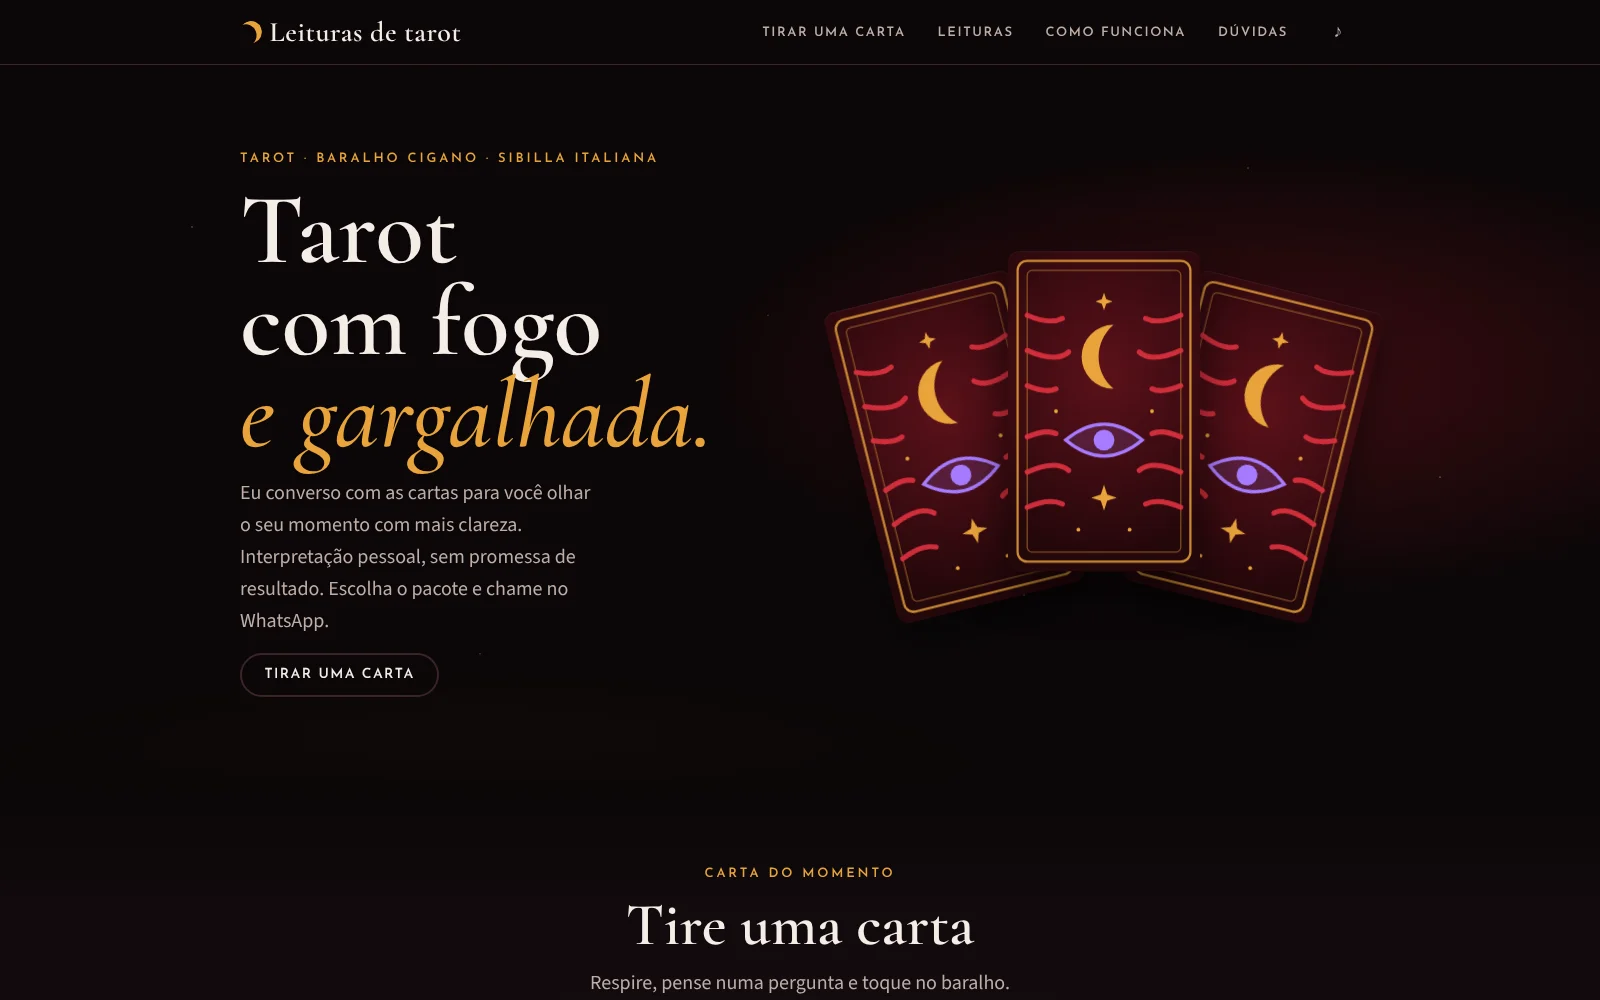 Leituras de tarot
TIRAR UMA CARTA LEITURAS COMO FUNCIONA DÚVIDAS ♪
TAROT · BARALHO CIGANO · SIBILLA ITALIANA
Tarot
com fogo
e gargalhada.
Eu converso com as cartas para você olhar
o seu momento com mais clareza.
Interpretação pessoal, sem promessa de
resultado. Escolha o pacote e chame no
WhatsApp.
TIRAR UMA CARTA
CARTA DO MOMENTO
Tire uma carta
Respire, pense numa pergunta e toque no baralho.